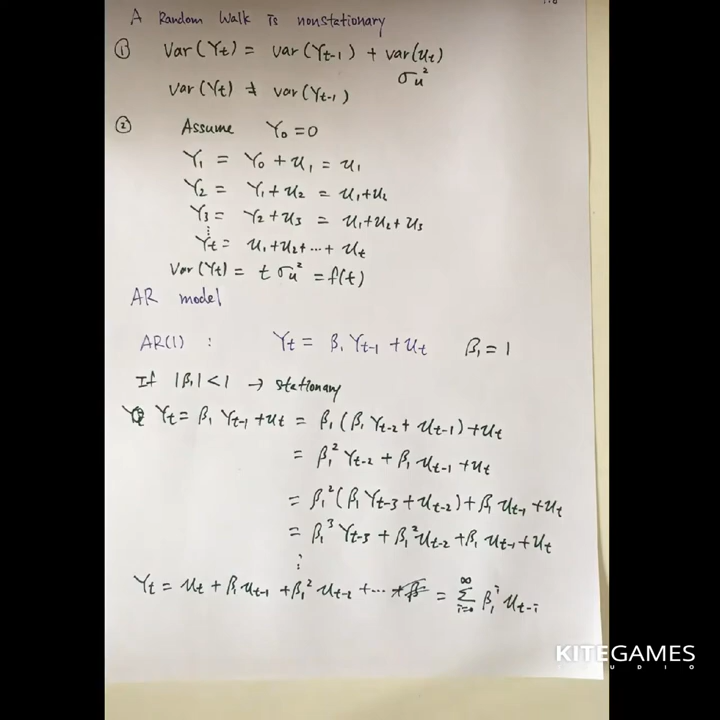 A Random Walk is nonstationary
① Var(Yt) = var(Yt-1) + var(ut)
σu²
var(Yt) ≠ var(Yt-1)
② Assume Y₀ = 0
Y₁ = Y₀ + u₁ = u₁
Y₂ = Y₁ + u₂ = u₁ + u₂
Y₃ = Y₂ + u₃ = u₁ + u₂ + u₃
⋮
Yt = u₁ + u₂ + ... + ut
Var(Yt) = t σu² = f(t)
AR model
AR(1) : Yt = β₁ Yt-1 + ut β₁ = 1
If |β₁| < 1 → stationary
Yt = β₁ Yt-1 + ut = β₁(β₁ Yt-2 + ut-1) + ut
= β₁² Yt-2 + β₁ ut-1 + ut
= β₁²(β₁ Yt-3 + ut-2) + β₁ ut-1 + ut
= β₁³ Yt-3 + β₁² ut-2 + β₁ ut-1 + ut
⋮
Yt = ut + β₁ ut-1 + β₁² ut-2 + ... = ∑_{i=0}^{∞} β₁ⁱ ut-i
KITEGAMES
STUDIO